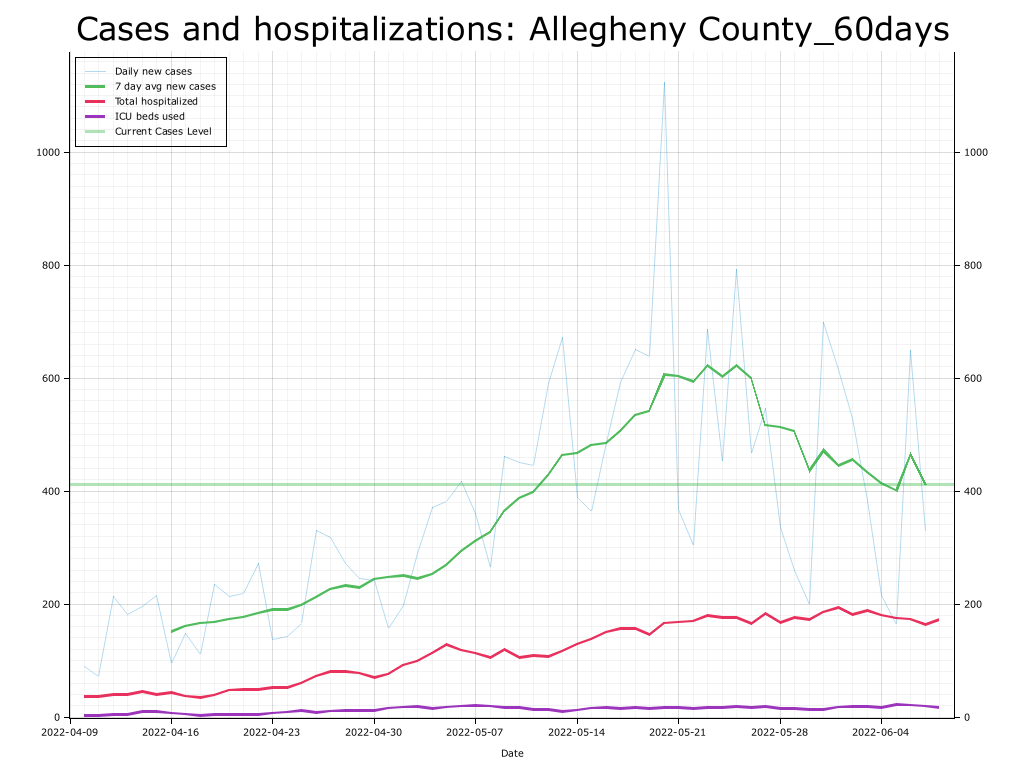 Cases and hospitalizations: Allegheny County_60days
Daily new cases
7 day avg new cases
Total hospitalized
ICU beds used
Current Cases Level
1000 1000
800 800
600 600
400 400
200 200
0 0
2022-04-09 2022-04-16 2022-04-23 2022-04-30 2022-05-07 2022-05-14 2022-05-21 2022-05-28 2022-06-04
Date